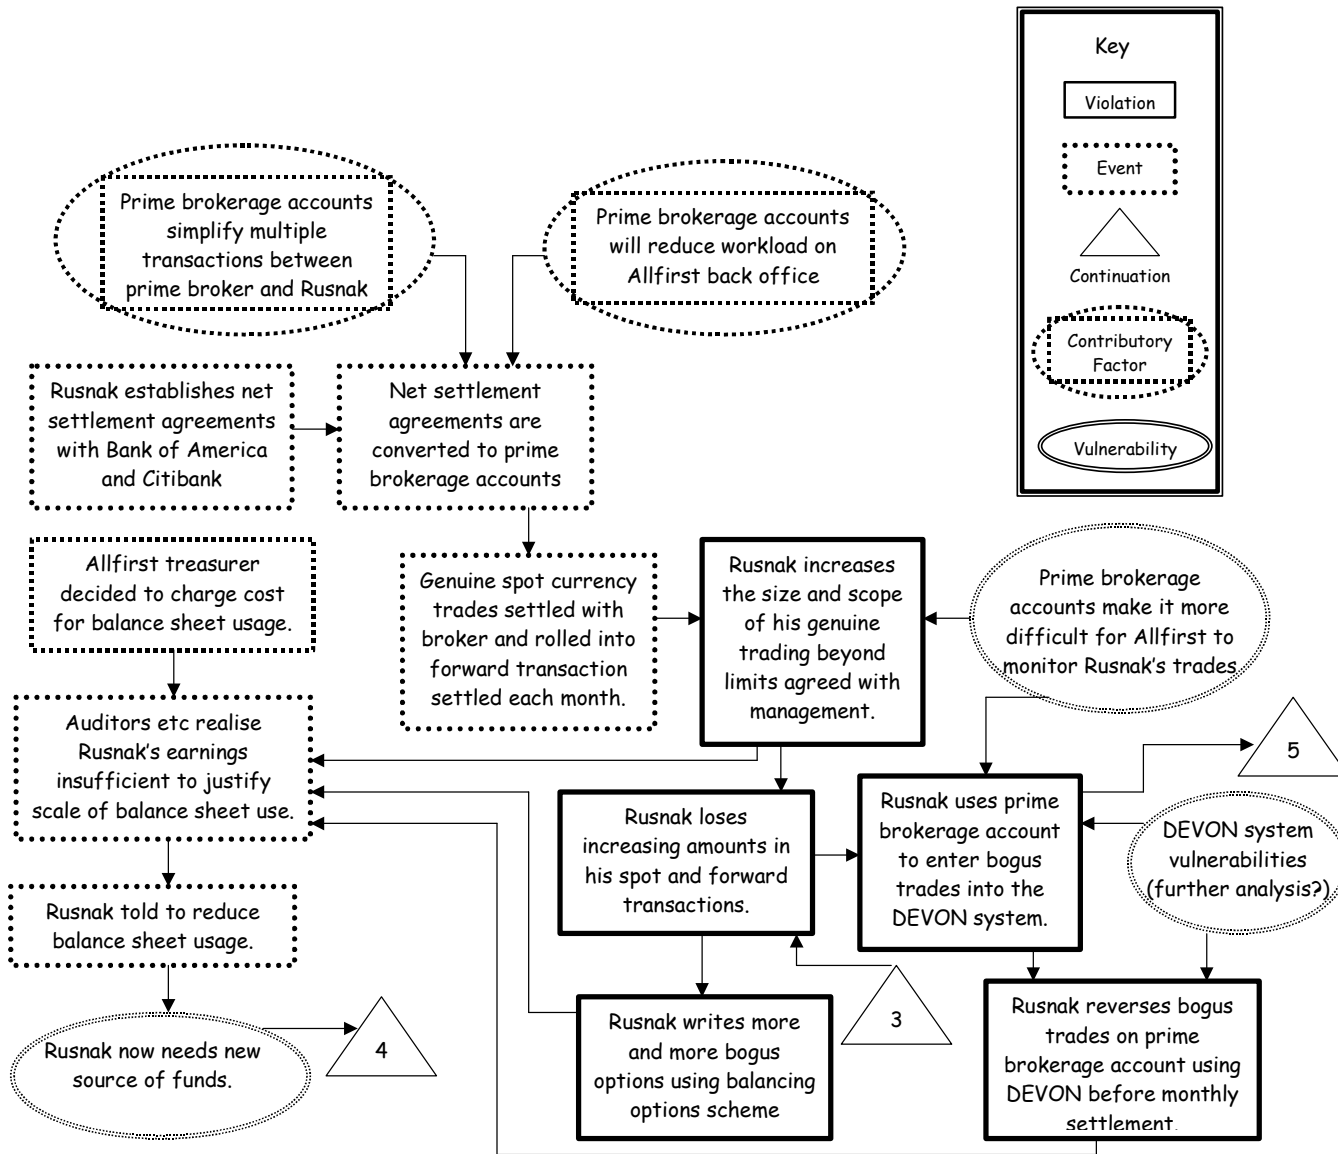 Key
Violation
Event
Continuation
Contributory
Factor
Vulnerability
Prime brokerage accounts
simplify multiple
transactions between
prime broker and Rusnak
Prime brokerage accounts
will reduce workload on
Allfirst back office
Rusnak establishes net
settlement agreements
with Bank of America
and Citibank
Net settlement
agreements are
converted to prime
brokerage accounts
Allfirst treasurer
decided to charge cost
for balance sheet usage.
Genuine spot currency
trades settled with
broker and rolled into
forward transaction
settled each month.
Rusnak increases
the size and scope
of his genuine
trading beyond
limits agreed with
management.
Prime brokerage
accounts make it more
difficult for Allfirst to
monitor Rusnak's trades
Auditors etc realise
Rusnak's earnings
insufficient to justify
scale of balance sheet use.
Rusnak loses
increasing amounts in
his spot and forward
transactions.
Rusnak uses prime
brokerage account
to enter bogus
trades into the
DEVON system.
5
DEVON system
vulnerabilities
(further analysis?)
Rusnak told to reduce
balance sheet usage.
Rusnak now needs new
source of funds.
4
Rusnak writes more
and more bogus
options using balancing
options scheme
3
Rusnak reverses bogus
trades on prime
brokerage account using
DEVON before monthly
settlement.